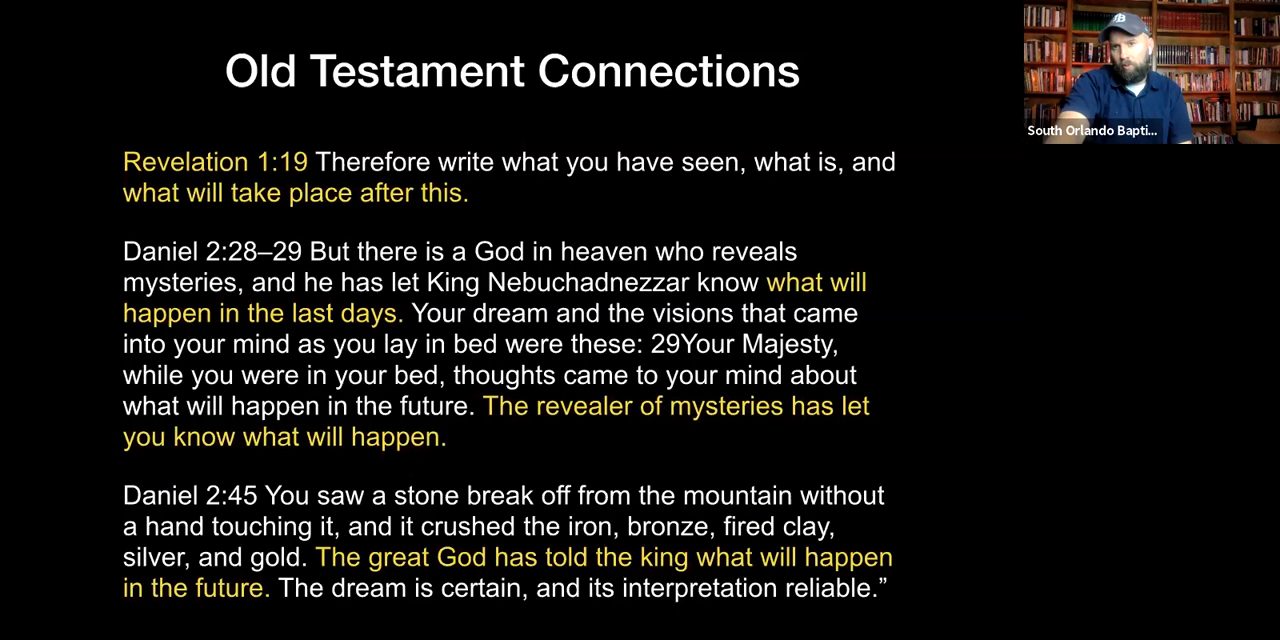 Old Testament Connections
South Orlando Bapti...
Revelation 1:19 Therefore write what you have seen, what is, and
what will take place after this.
Daniel 2:28–29 But there is a God in heaven who reveals
mysteries, and he has let King Nebuchadnezzar know what will
happen in the last days. Your dream and the visions that came
into your mind as you lay in bed were these: 29Your Majesty,
while you were in your bed, thoughts came to your mind about
what will happen in the future. The revealer of mysteries has let
you know what will happen.
Daniel 2:45 You saw a stone break off from the mountain without
a hand touching it, and it crushed the iron, bronze, fired clay,
silver, and gold. The great God has told the king what will happen
in the future. The dream is certain, and its interpretation reliable.”